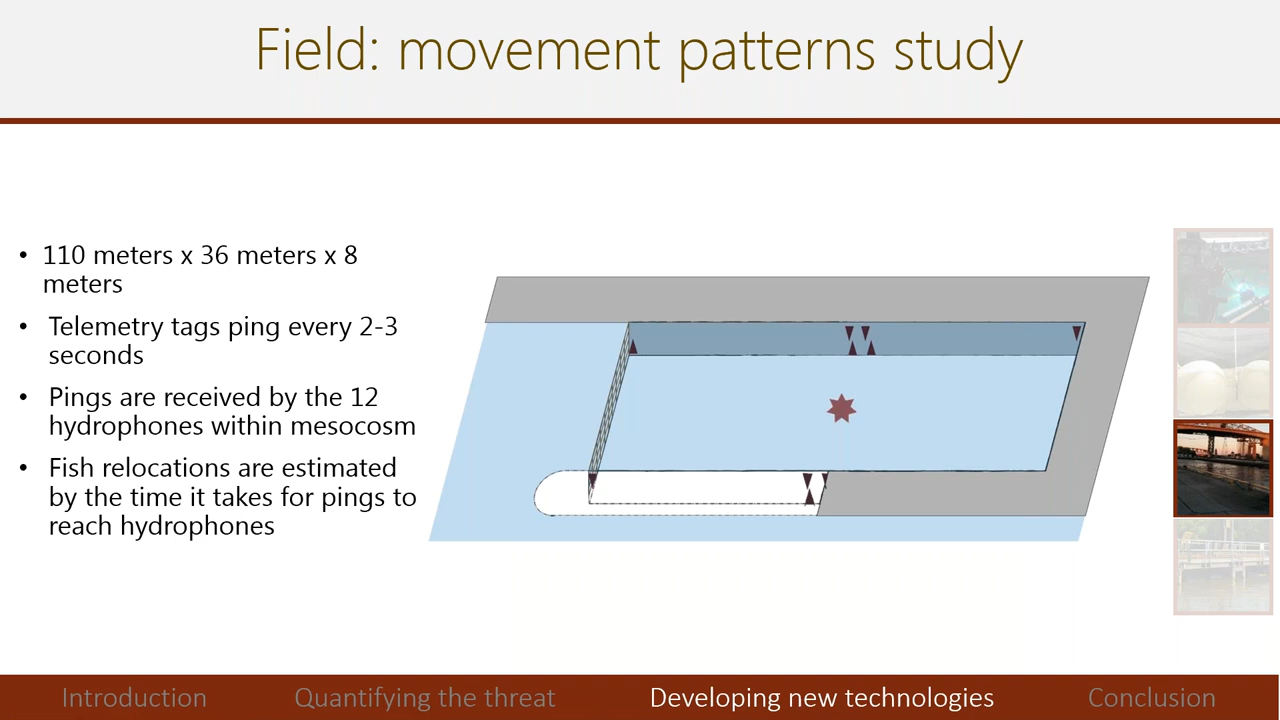 Field: movement patterns study
• 110 meters x 36 meters x 8
meters
• Telemetry tags ping every 2-3
seconds
• Pings are received by the 12
hydrophones within mesocosm
• Fish relocations are estimated
by the time it takes for pings to
reach hydrophones
Introduction Quantifying the threat Developing new technologies Conclusion